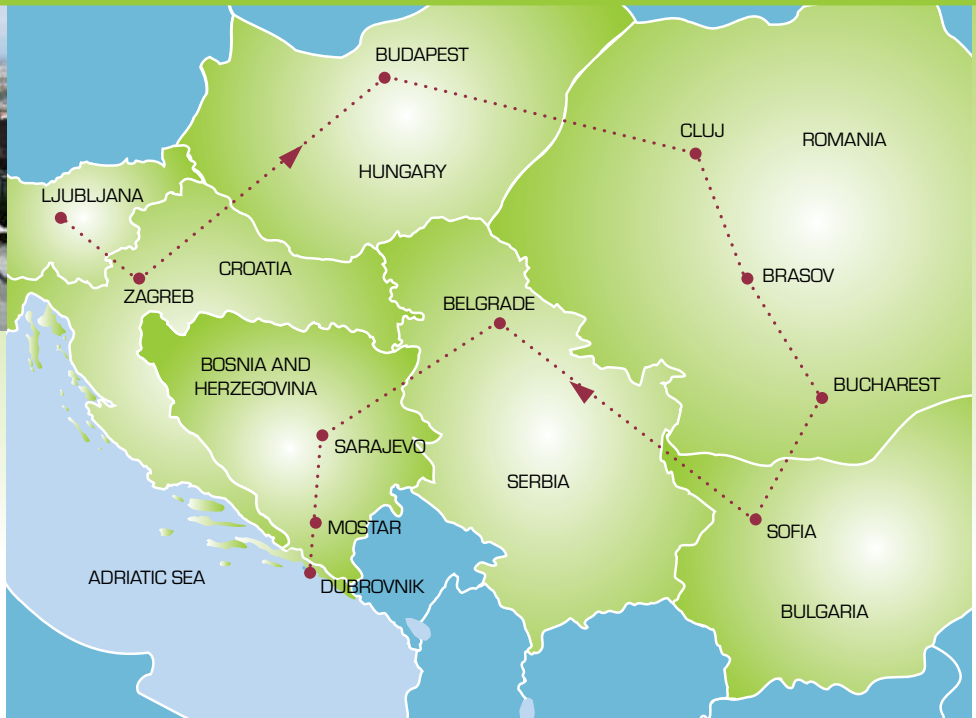 BUDAPEST
CLUJ
ROMANIA
HUNGARY
LJUBLJANA
CROATIA
BRASOV
ZAGREB
BELGRADE
BOSNIA AND
HERZEGOVINA
BUCHAREST
SARAJEVO
SERBIA
MOSTAR
SOFIA
ADRIATIC SEA
DUBROVNIK
BULGARIA